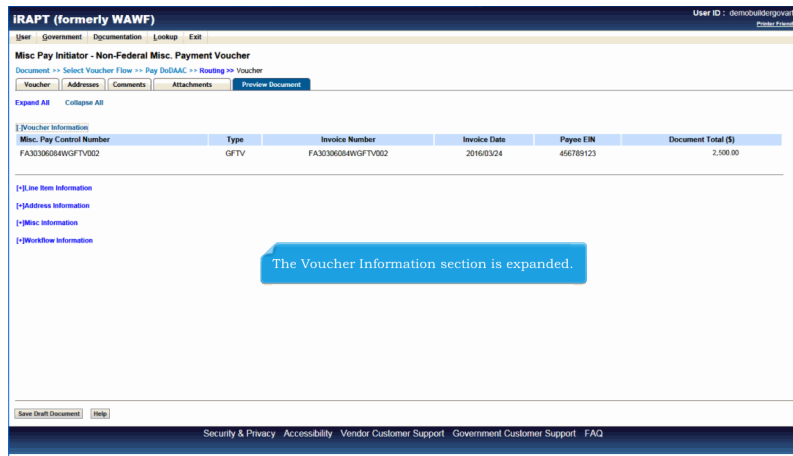 iRAPT (formerly WAWF)
User ID : demobuildergovan
Printer Friend
User Government Documentation Lookup Exit
Misc Pay Initiator - Non-Federal Misc. Payment Voucher
Document >> Select Voucher Flow >> Pay DoDAAC >> Routing >> Voucher
Voucher Addresses Comments Attachments Preview Document
Expand All Collapse All
[-]Voucher Information
Misc. Pay Control Number Type Invoice Number Invoice Date Payee EIN Document Total ($)
FA30306084WGFTV002 GFTV FA30306084WGFTV002 2016/03/24 456789123 2,500.00
[+]Line Item Information
[+]Address Information
[+]Misc Information
[+]Workflow Information
The Voucher Information section is expanded.
Save Draft Document Help
Security & Privacy Accessibility Vendor Customer Support Government Customer Support FAQ